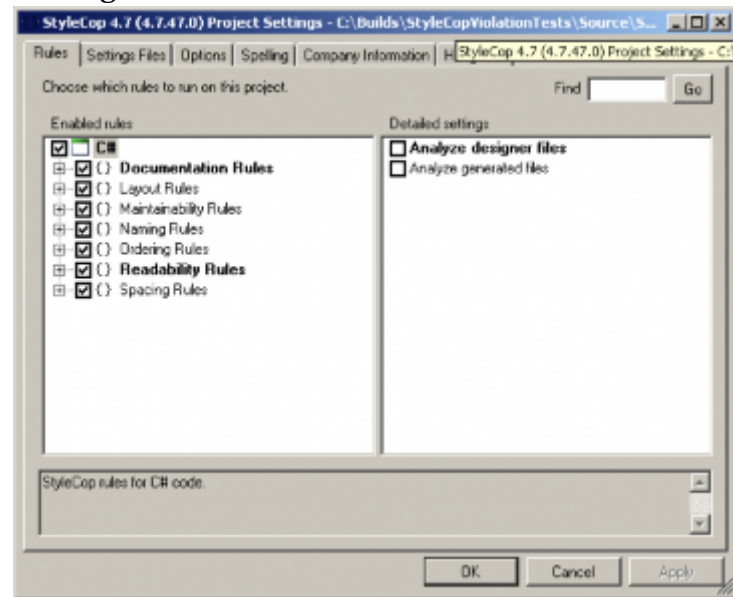 StyleCop 4.7 (4.7.47.0) Project Settings - C:\Builds\StyleCopViolationTests\Source\S...
Rules Settings Files Options Spelling Company Information H
StyleCop 4.7 (4.7.47.0) Project Settings - C:\
Choose which rules to run on this project.
Find
Go
Enabled rules
Detailed settings
C#
Analyze designer files
{} Documentation Rules
Analyze generated files
{} Layout Rules
{} Maintainability Rules
{} Naming Rules
{} Ordering Rules
{} Readability Rules
{} Spacing Rules
StyleCop rules for C# code.
OK Cancel Apply